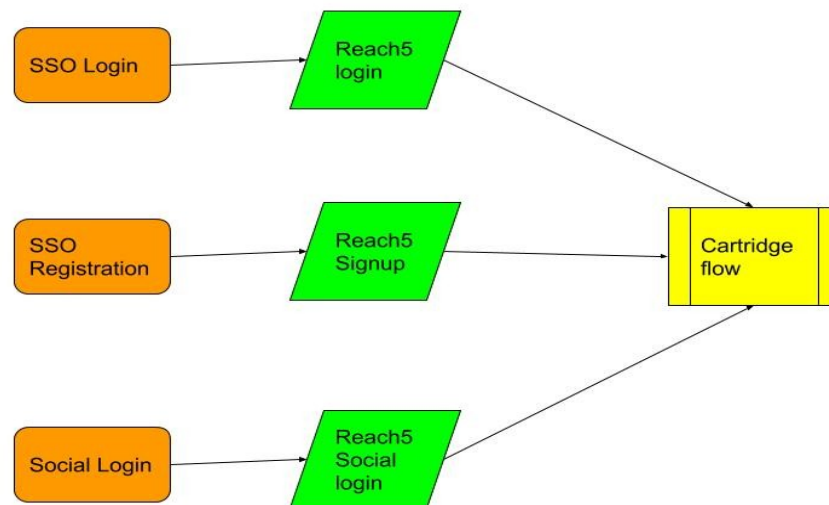 SSO Login
Reach5
login
SSO
Registration
Reach5
Signup
Cartridge
flow
Social Login
Reach5
Social
login